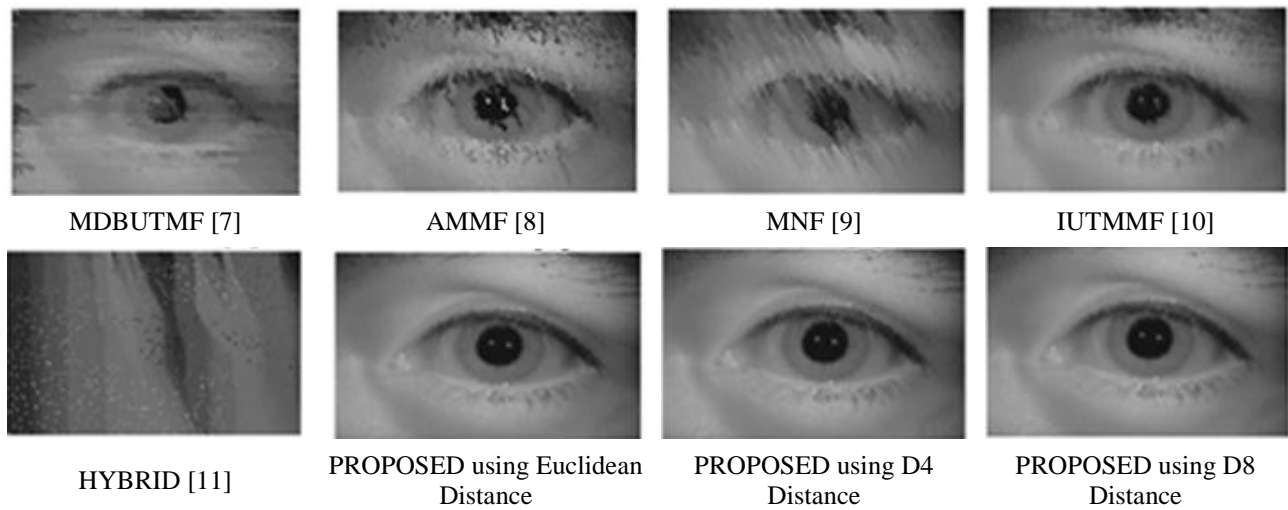 MDBUTMF [7]
AMMF [8]
MNF [9]
IUTMMF [10]
HYBRID [11]
PROPOSED using Euclidean
Distance
PROPOSED using D4
Distance
PROPOSED using D8
Distance